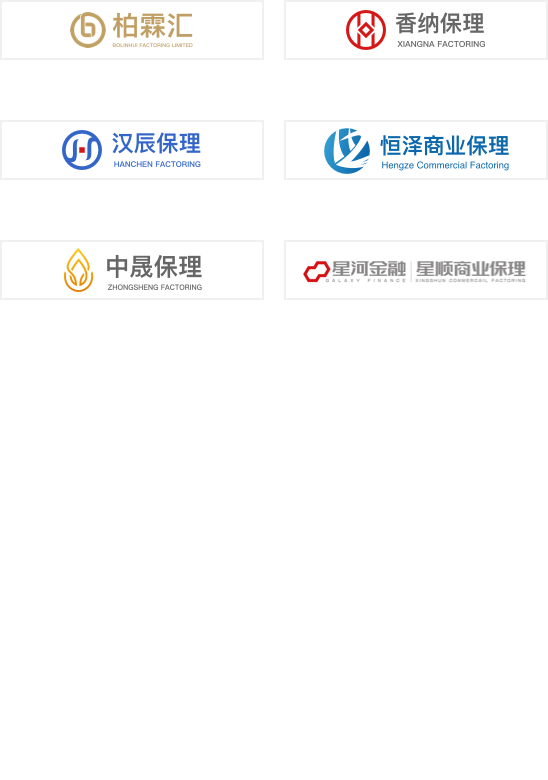 柏霖汇
BOLINHUI FACTORING LIMITED
香纳保理
XIANGNA FACTORING
汉辰保理
HANCHEN FACTORING
恒泽商业保理
Hengze Commercial Factoring
中晟保理
ZHONGSHENG FACTORING
星河金融 星顺商业保理
GALAXY FINANCE XINGSHUN COMMERCAIL FACTORING